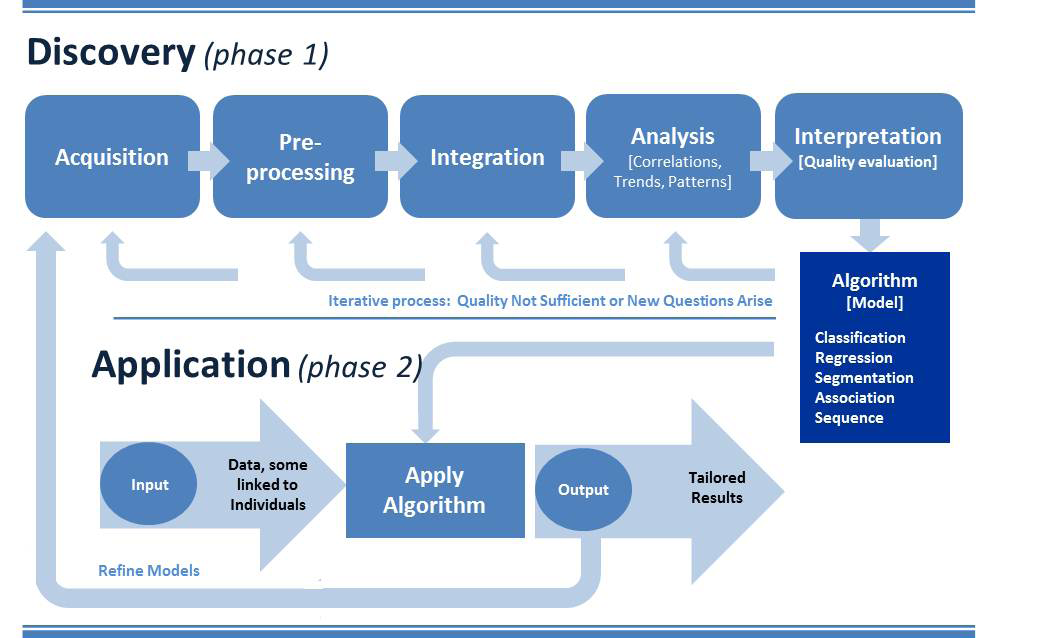 Discovery (phase 1)
Acquisition
Pre-
processing
Integration
Analysis
[Correlations,
Trends, Patterns]
Interpretation
[Quality evaluation]
Iterative process:  Quality Not Sufficient or New Questions Arise
Algorithm
[Model]
Classification
Regression
Segmentation
Association
Sequence
Application (phase 2)
Input
Data, some
linked to
Individuals
Apply
Algorithm
Output
Tailored
Results
Refine Models